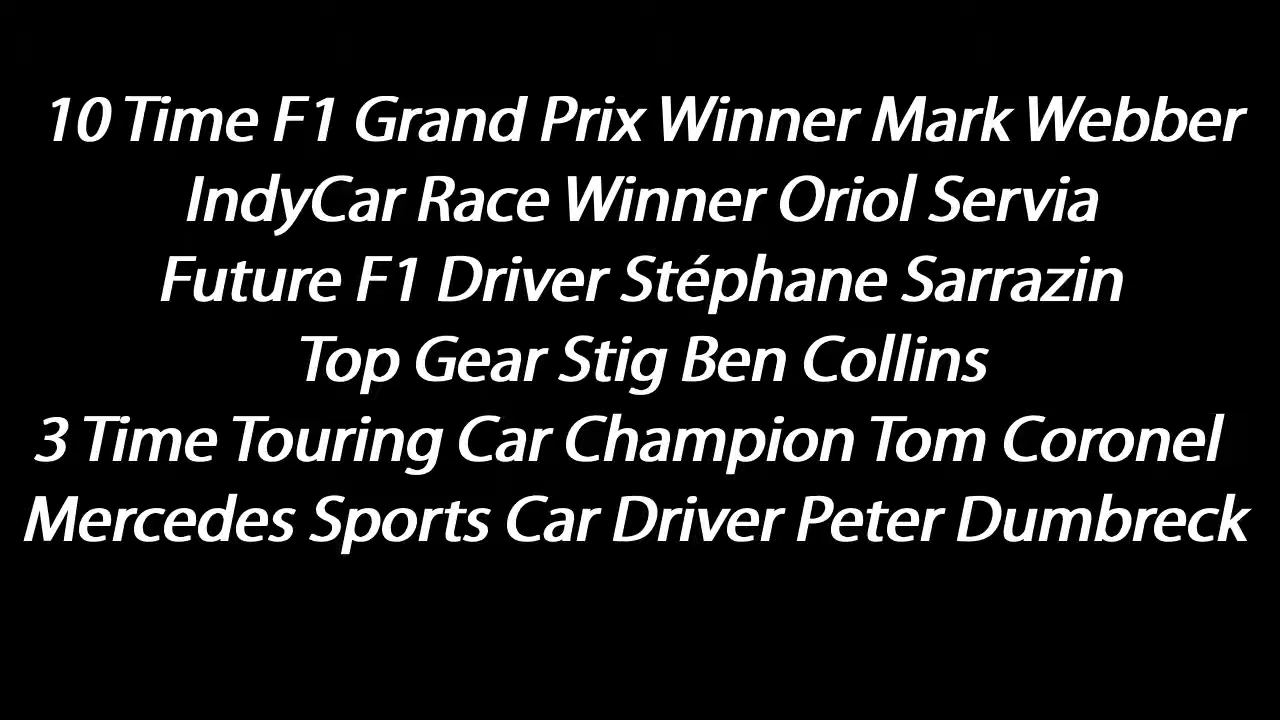 10 Time F1 Grand Prix Winner Mark Webber
IndyCar Race Winner Oriol Servia
Future F1 Driver Stéphane Sarrazin
Top Gear Stig Ben Collins
3 Time Touring Car Champion Tom Coronel
Mercedes Sports Car Driver Peter Dumbreck